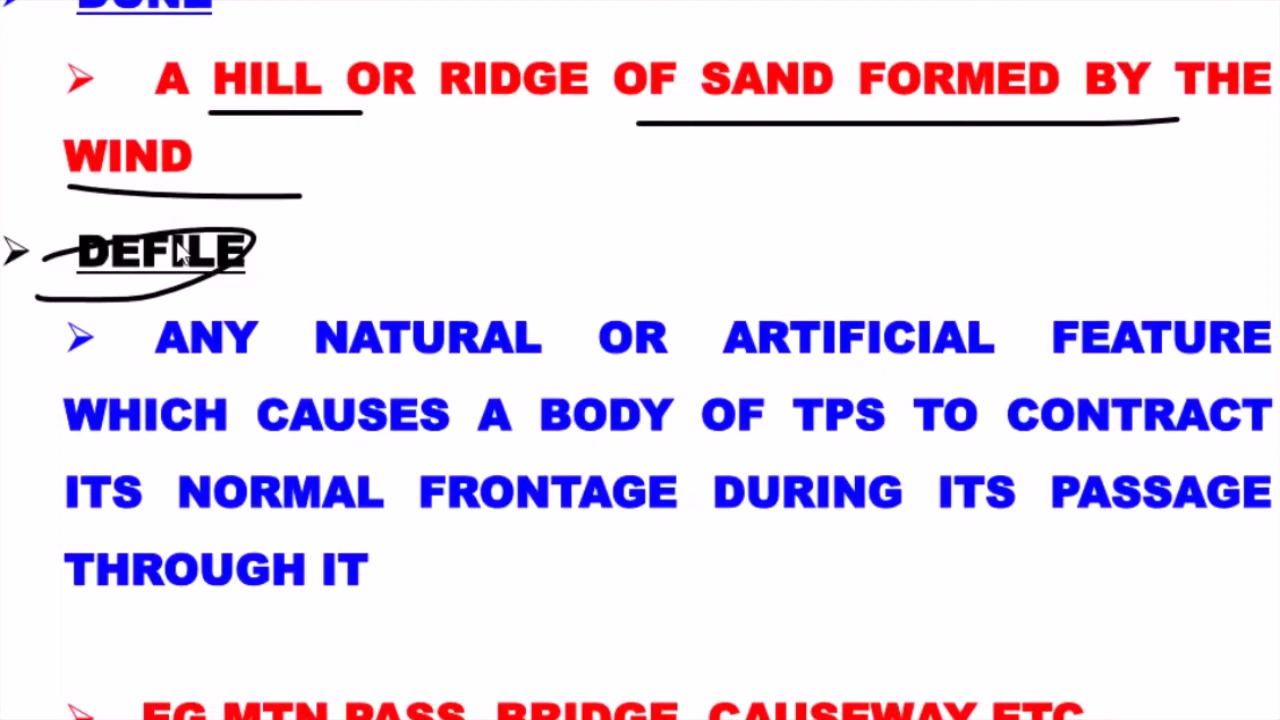 DUNE
A HILL OR RIDGE OF SAND FORMED BY THE
WIND
DEFILE
ANY NATURAL OR ARTIFICIAL FEATURE
WHICH CAUSES A BODY OF TPS TO CONTRACT
ITS NORMAL FRONTAGE DURING ITS PASSAGE
THROUGH IT
EG MTN PASS, BRIDGE, CAUSEWAY ETC